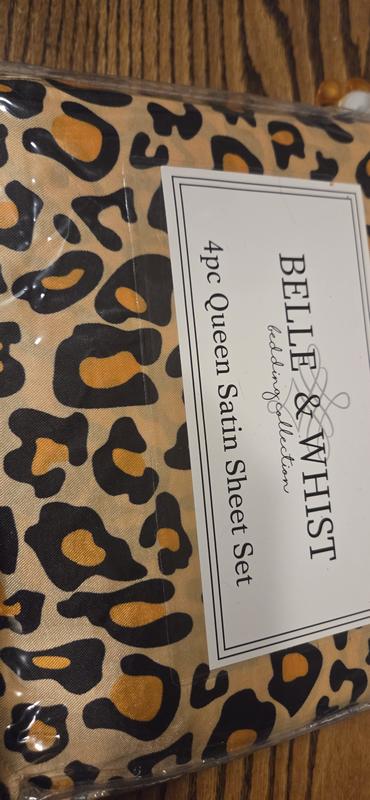 BELLE & WHIST
bedding collection
4pc Queen Satin Sheet Set